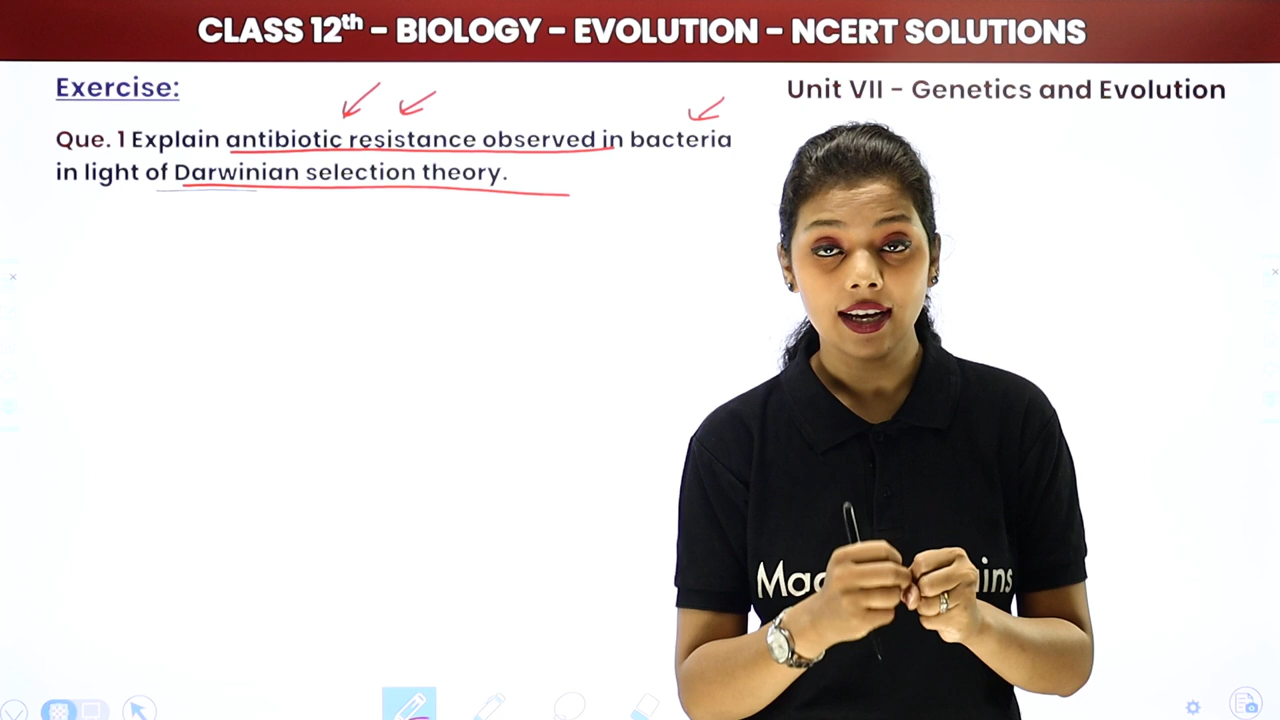 CLASS 12th - BIOLOGY - EVOLUTION - NCERT SOLUTIONS
Exercise:
Unit VII - Genetics and Evolution
Que. 1 Explain antibiotic resistance observed in bacteria
in light of Darwinian selection theory.